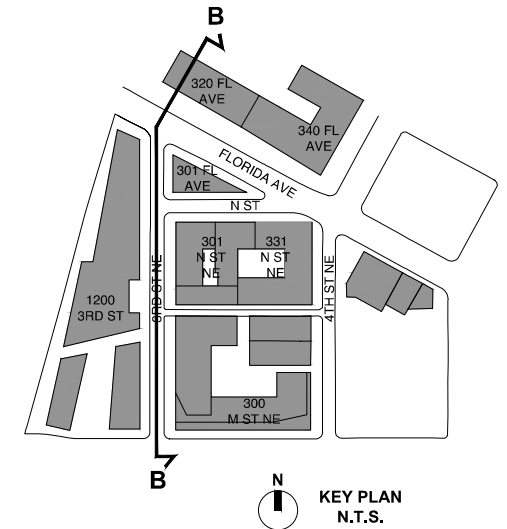 B
320 FL
AVE
340 FL
AVE
FLORIDA AVE
301 FL
AVE
N ST
301
N ST
NE
331
N ST
NE
3RD ST NE
4TH ST NE
1200
3RD ST
300
M ST NE
B
N
KEY PLAN
N.T.S.